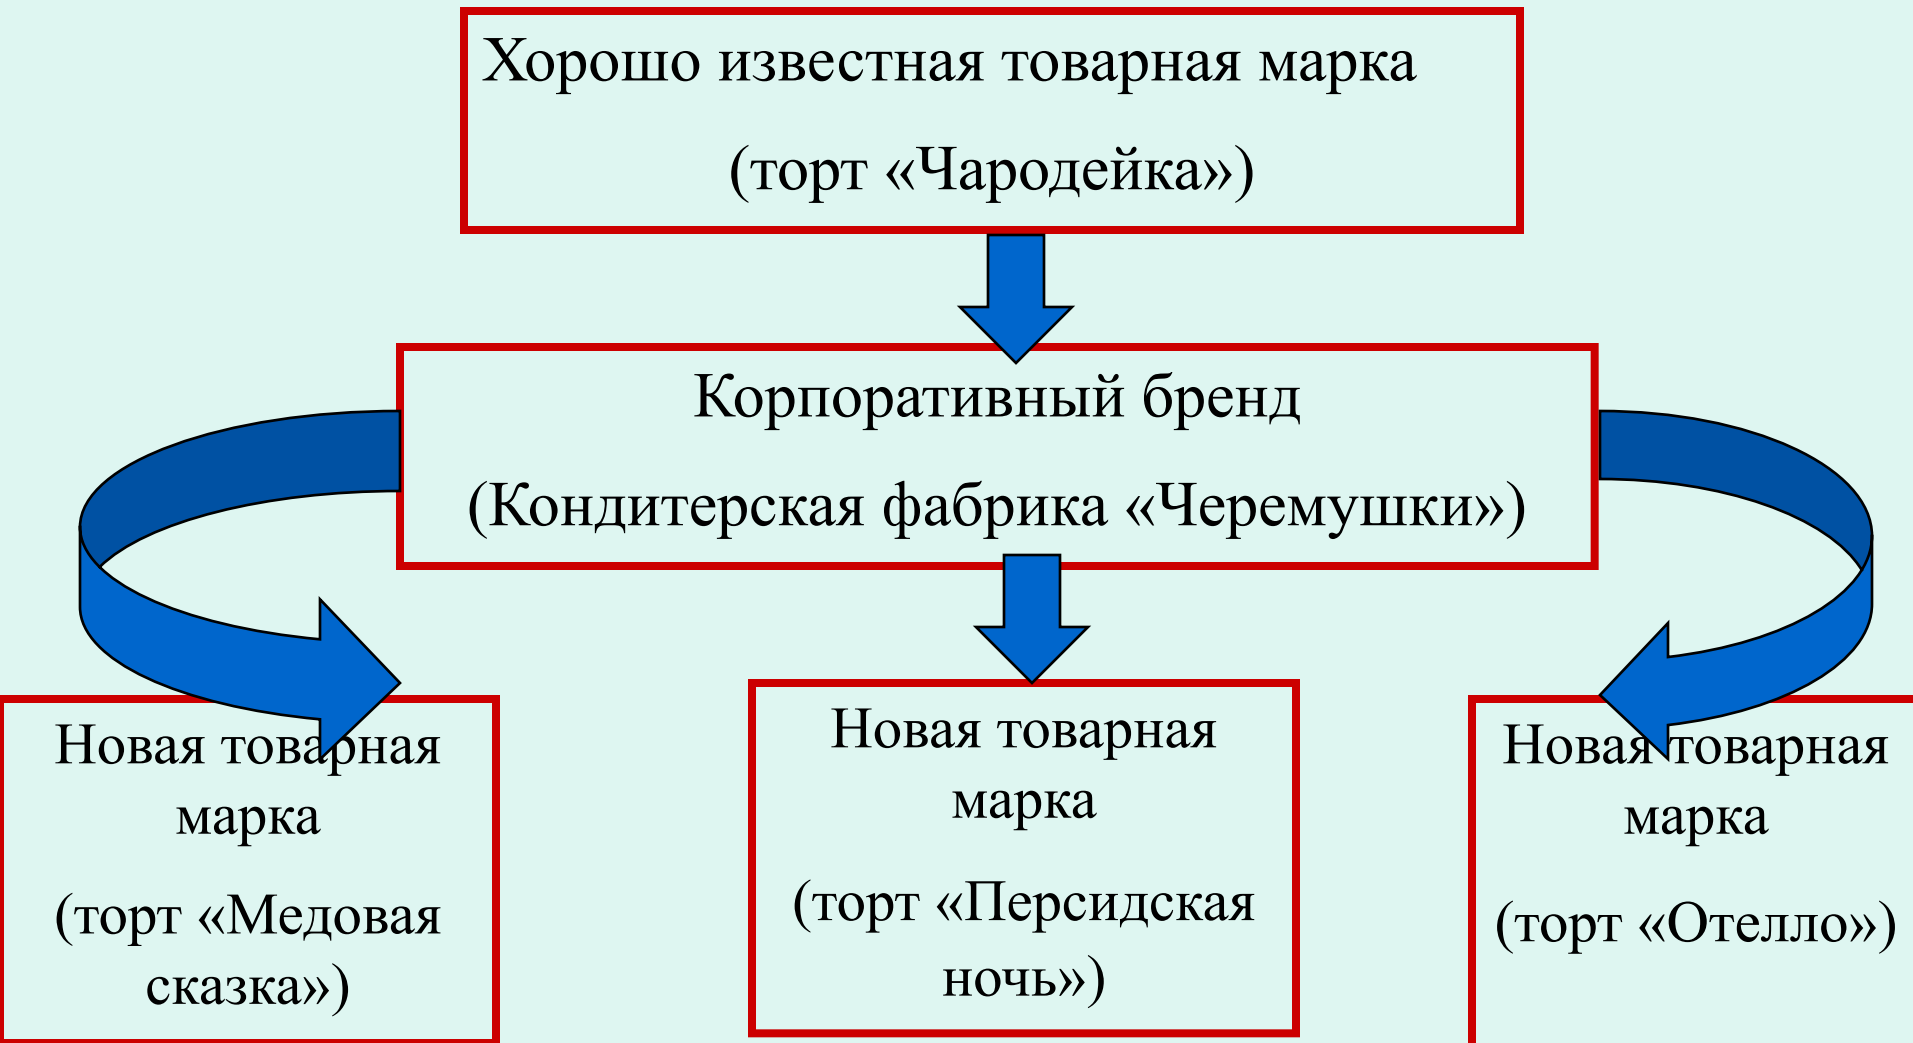 Хорошо известная товарная марка
(торт «Чародейка»)
Корпоративный бренд
(Кондитерская фабрика «Черемушки»)
Новая товарная
марка
(торт «Медовая
сказка»)
Новая товарная
марка
(торт «Персидская
ночь»)
Новая товарная
марка
(торт «Отелло»)